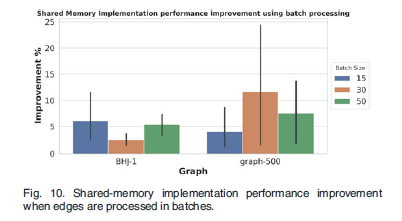 Shared Memory Implementation performance improvement using batch processing
25
20
15
10
5
0
Improvement %
BHJ-1
graph-500
Graph
Batch Size
15
30
50
Fig. 10. Shared-memory implementation performance improvement
when edges are processed in batches.